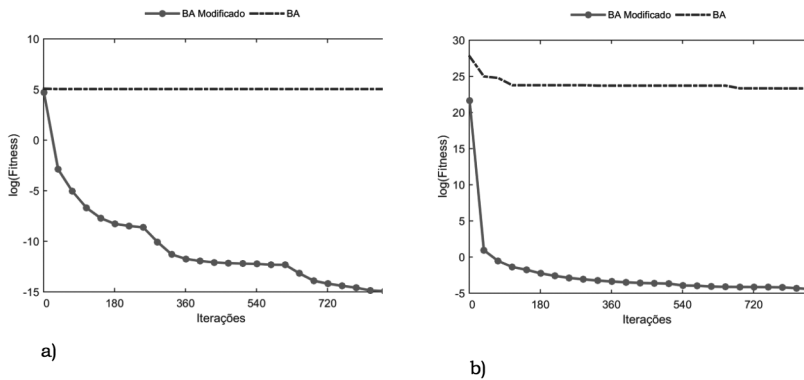 BA Modificado BA
10
5
0
-5
-10
-15
log(Fitness)
0 180 360 540 720
Iterações
a)
BA Modificado BA
30
25
20
15
10
5
0
-5
log(Fitness)
0 180 360 540 720
Iterações
b)